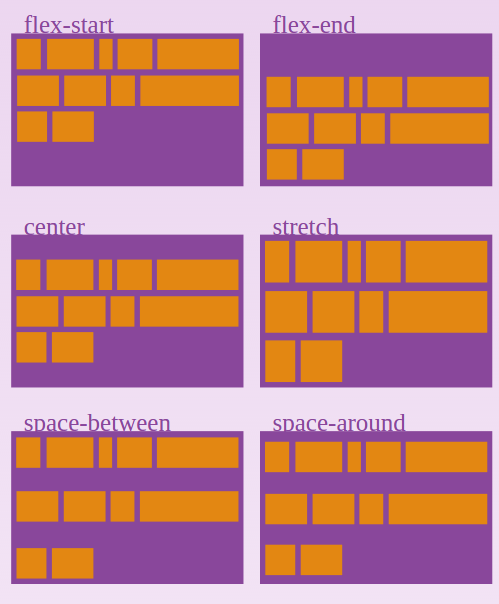 flex-start
flex-end
center
stretch
space-between
space-around